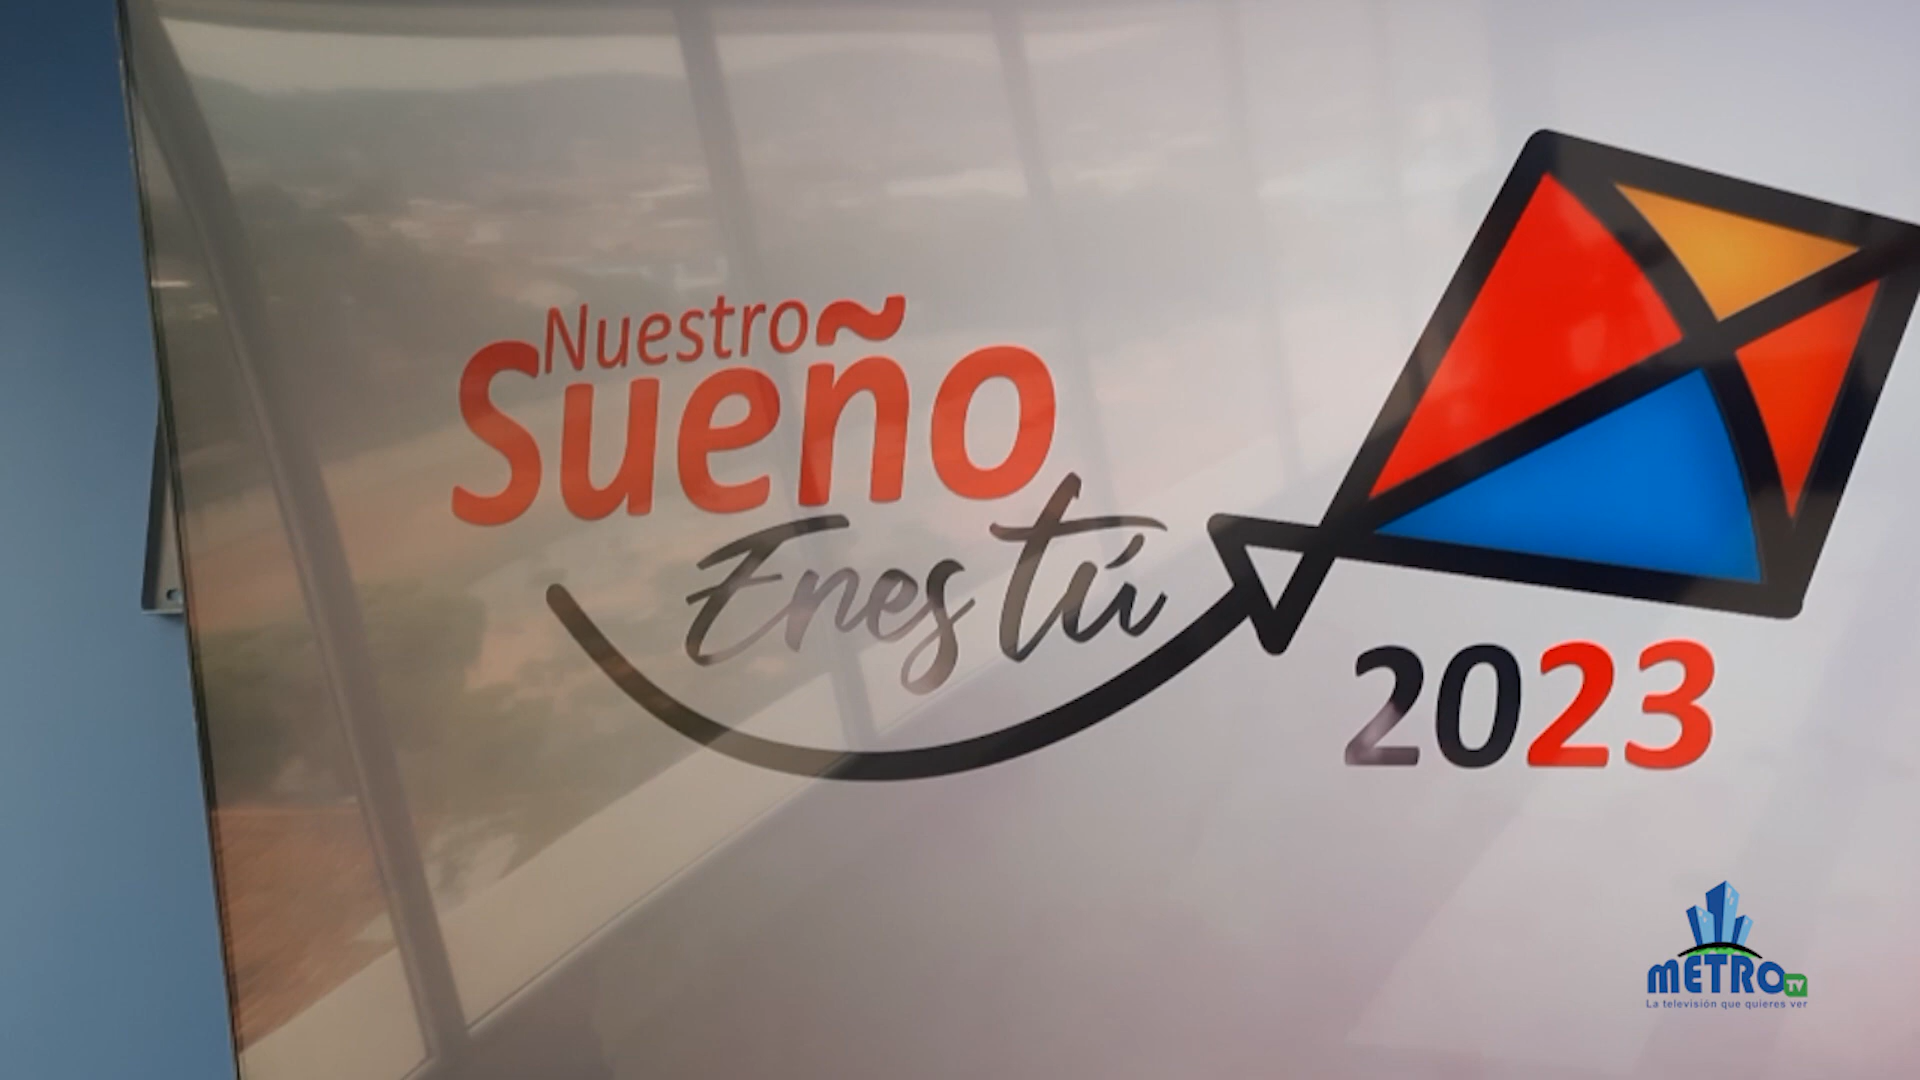 Nuestro
Sueño
Eres tú
2023
METRO TV
La televisión que quieres ver